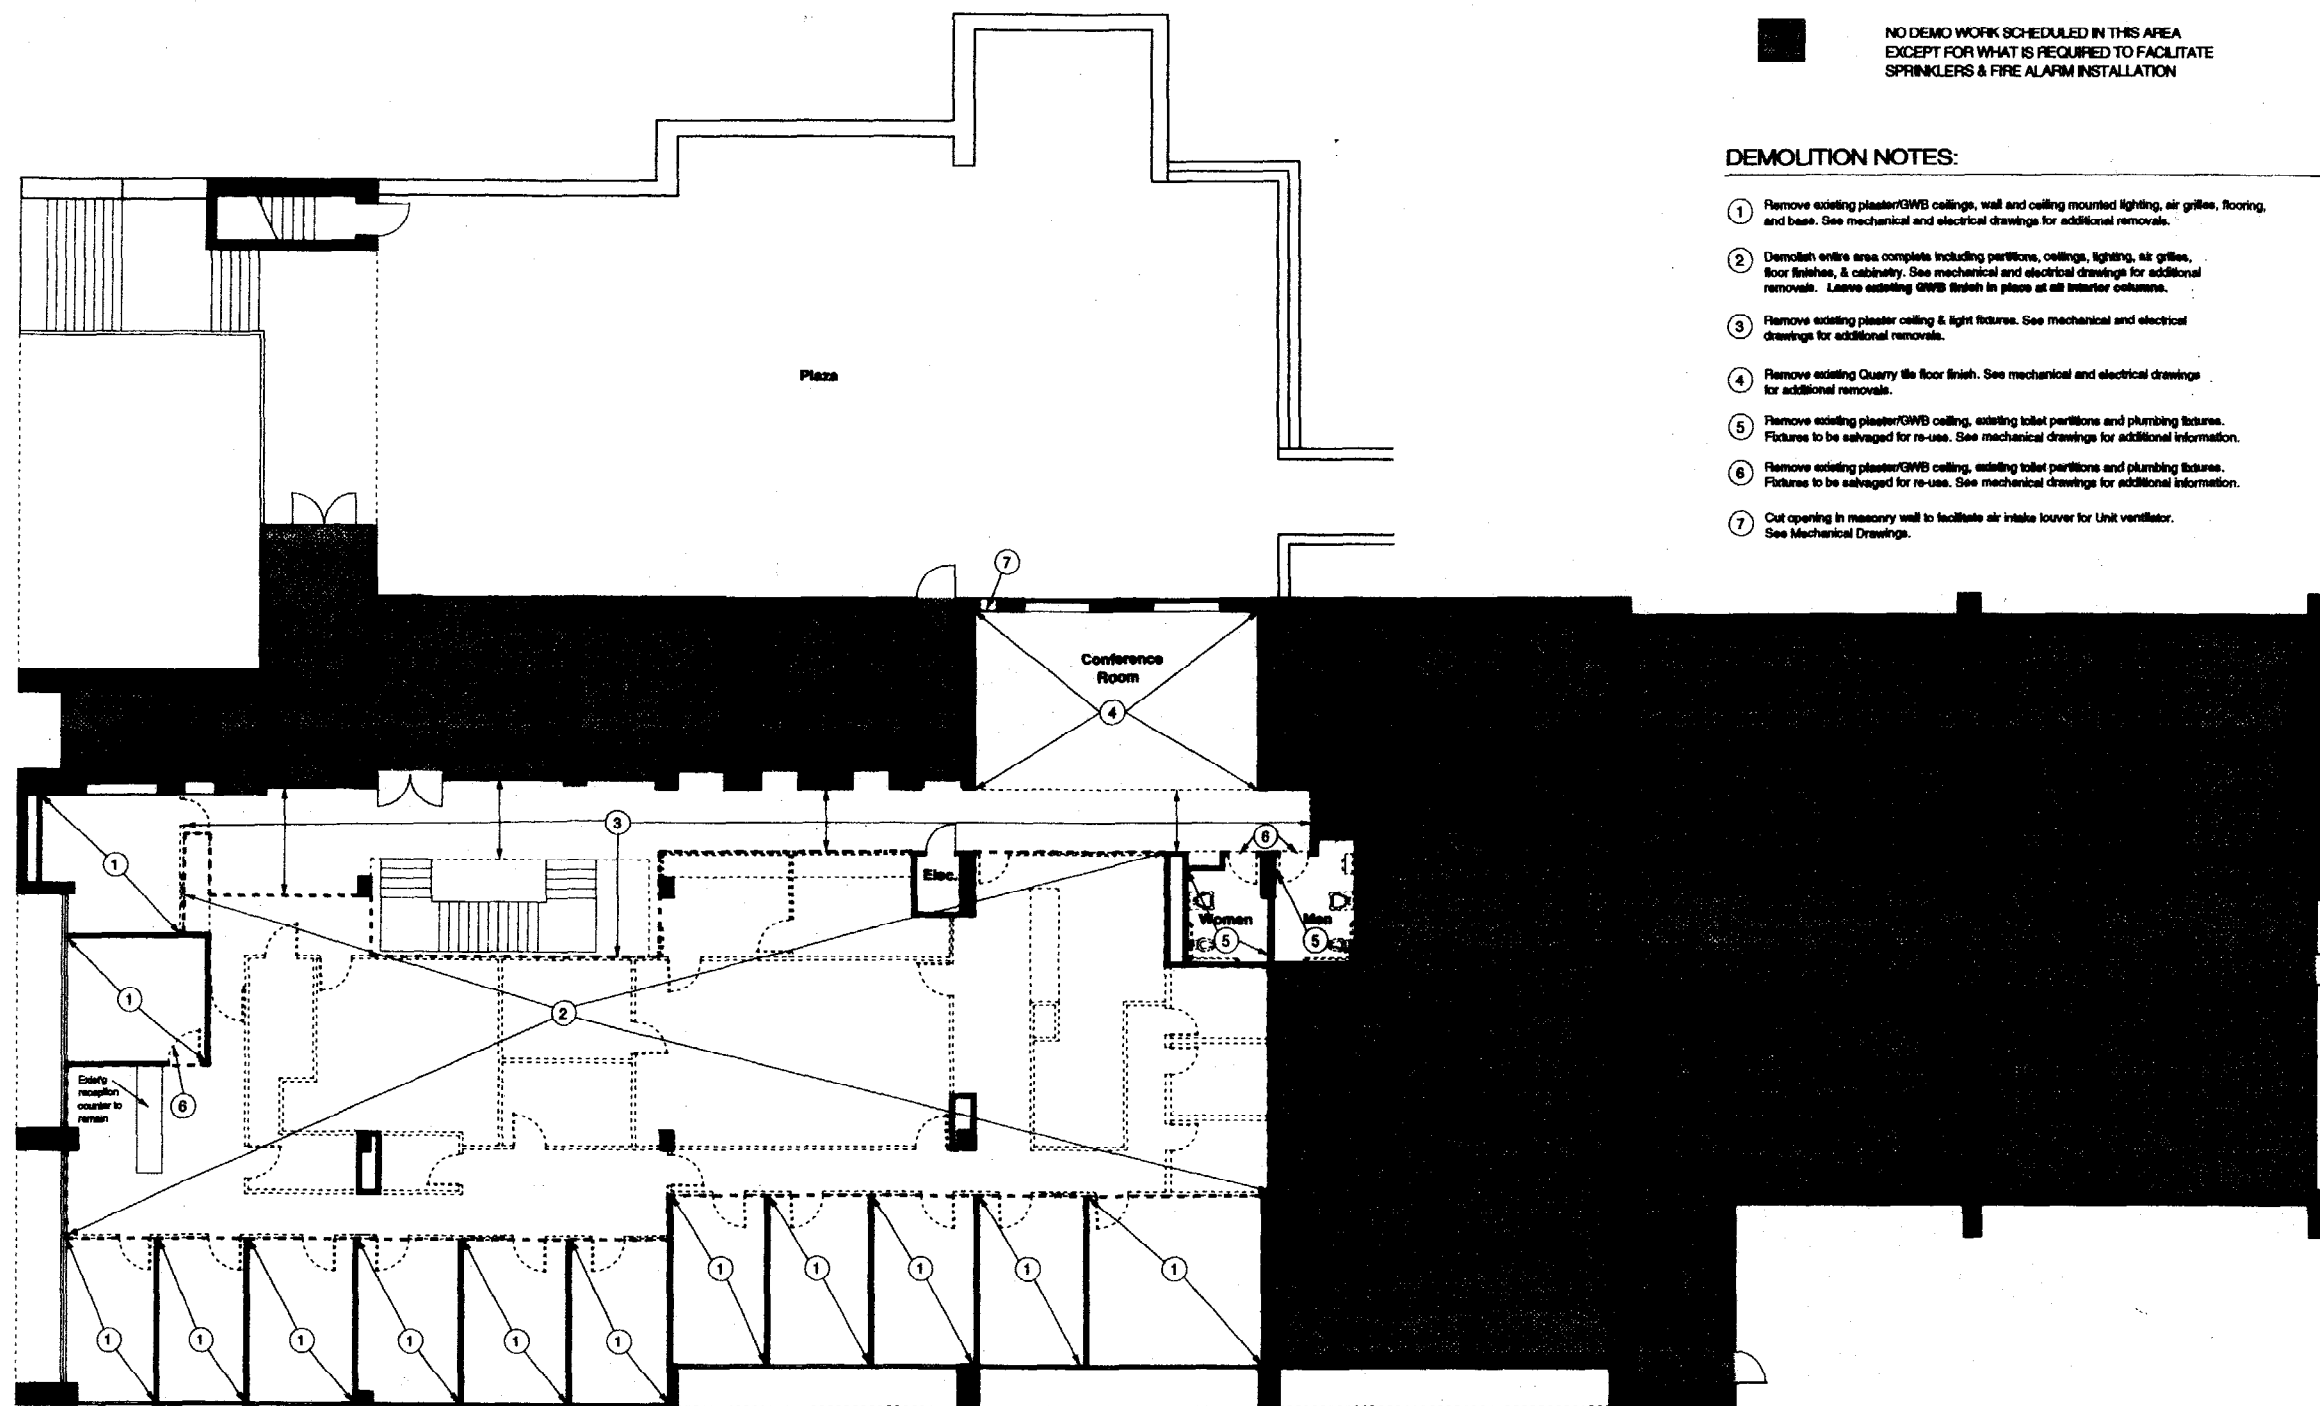 NO DEMO WORK SCHEDULED IN THIS AREA
EXCEPT FOR WHAT IS REQUIRED TO FACILITATE
SPRINKLERS & FIRE ALARM INSTALLATION
DEMOLITION NOTES:
1 Remove existing plaster/GWB ceilings, wall and ceiling mounted lighting, air grilles, flooring,
and base. See mechanical and electrical drawings for additional removals.
2 Demolish entire area complete including partitions, ceilings, lighting, air grilles,
floor finishes, & cabinetry. See mechanical and electrical drawings for additional
removals. Leave existing GWB finish in place at all interior columns.
3 Remove existing plaster ceiling & light fixtures. See mechanical and electrical
drawings for additional removals.
4 Remove existing Quarry tile floor finish. See mechanical and electrical drawings
for additional removals.
5 Remove existing plaster/GWB ceiling, existing toilet partitions and plumbing fixtures.
Fixtures to be salvaged for re-use. See mechanical drawings for additional information.
6 Remove existing plaster/GWB ceiling, existing toilet partitions and plumbing fixtures.
Fixtures to be salvaged for re-use. See mechanical drawings for additional information.
7 Cut opening in masonry wall to facilitate air intake louver for Unit ventilator.
See Mechanical Drawings.
Plaza
7
Conference
Room
4
3
6
1
Elec.
Women
Men
5
5
1
2
Exist'g
reception
counter to
remain
6
1
1
1
1
1
1
1
1
1
1
1